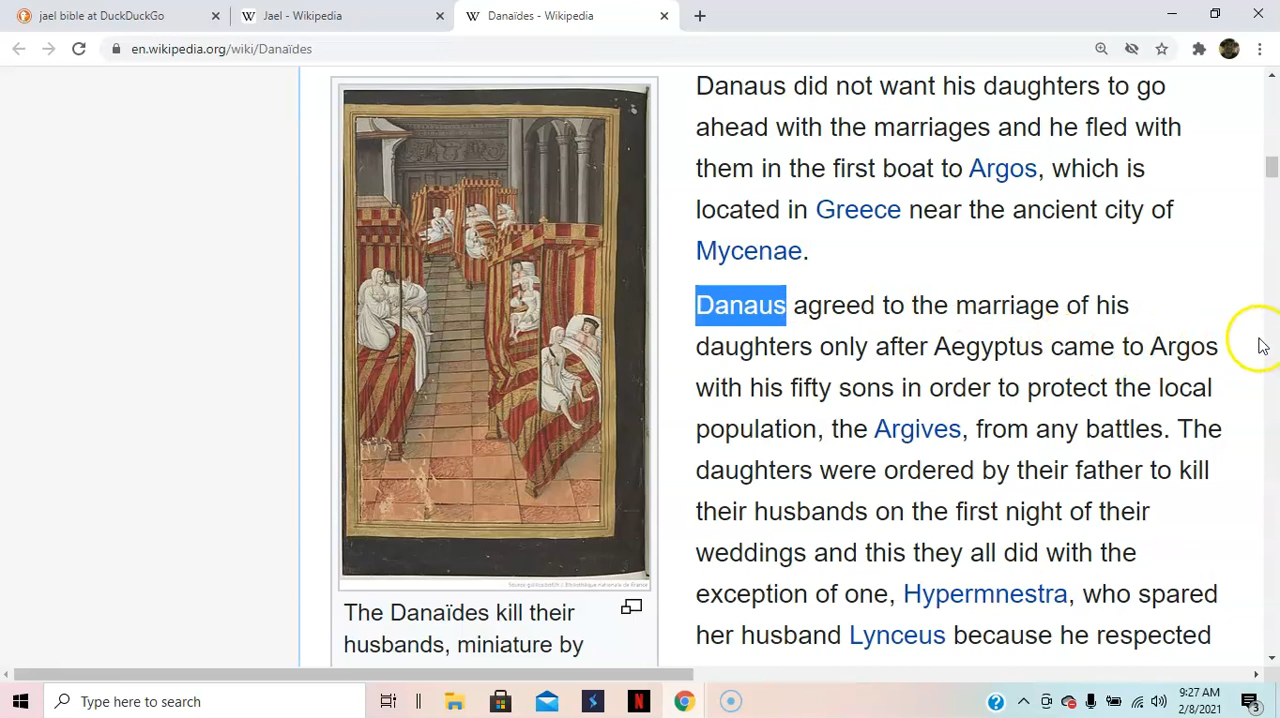 jael bible at DuckDuckGo
Jael - Wikipedia
Danaïdes - Wikipedia
en.wikipedia.org/wiki/Danaïdes
Danaus did not want his daughters to go
ahead with the marriages and he fled with
them in the first boat to Argos, which is
located in Greece near the ancient city of
Mycenae.
Danaus agreed to the marriage of his
daughters only after Aegyptus came to Argos
with his fifty sons in order to protect the local
population, the Argives, from any battles. The
daughters were ordered by their father to kill
their husbands on the first night of their
weddings and this they all did with the
exception of one, Hypermnestra, who spared
her husband Lynceus because he respected
The Danaïdes kill their
husbands, miniature by
Type here to search
9:27 AM
2/8/2021
3